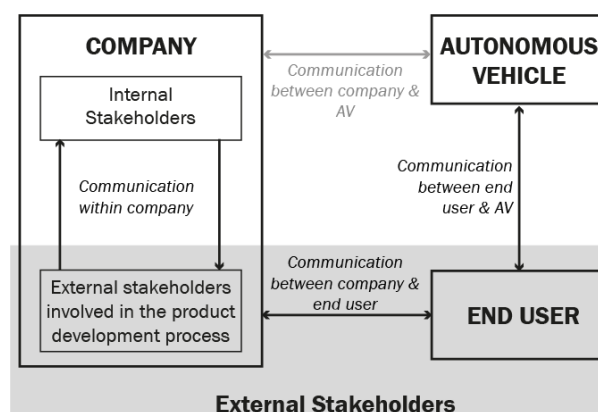 COMPANY
Internal
Stakeholders
Communication
within company
External stakeholders
involved in the product
development process
Communication
between company &
AV
AUTONOMOUS
VEHICLE
Communication
between end
user & AV
Communication
between company &
end user
END USER
External Stakeholders